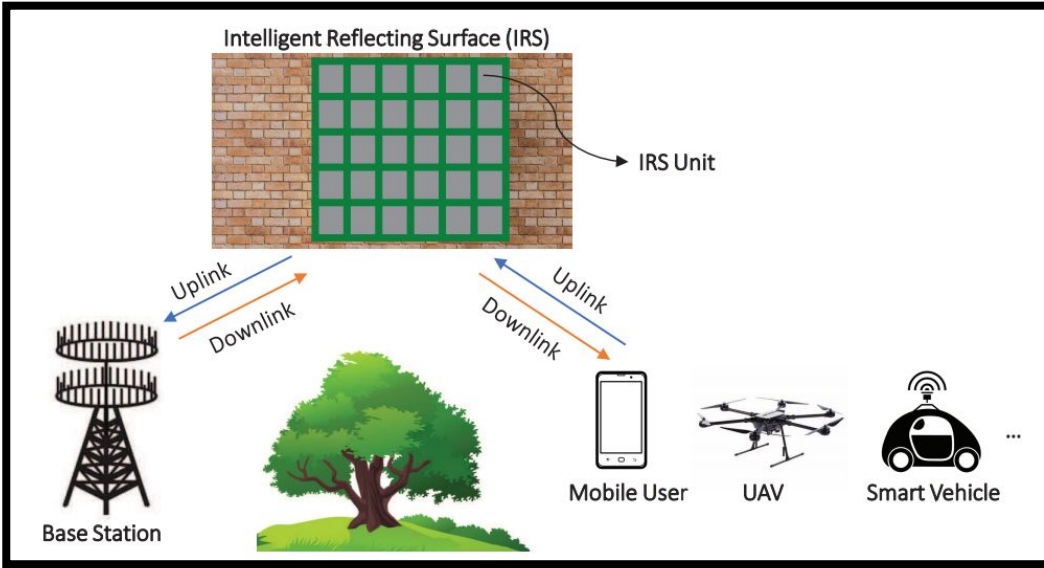 Intelligent Reflecting Surface (IRS)
IRS Unit
Uplink
Downlink
Uplink
Downlink
Base Station
Mobile User
UAV
Smart Vehicle
...